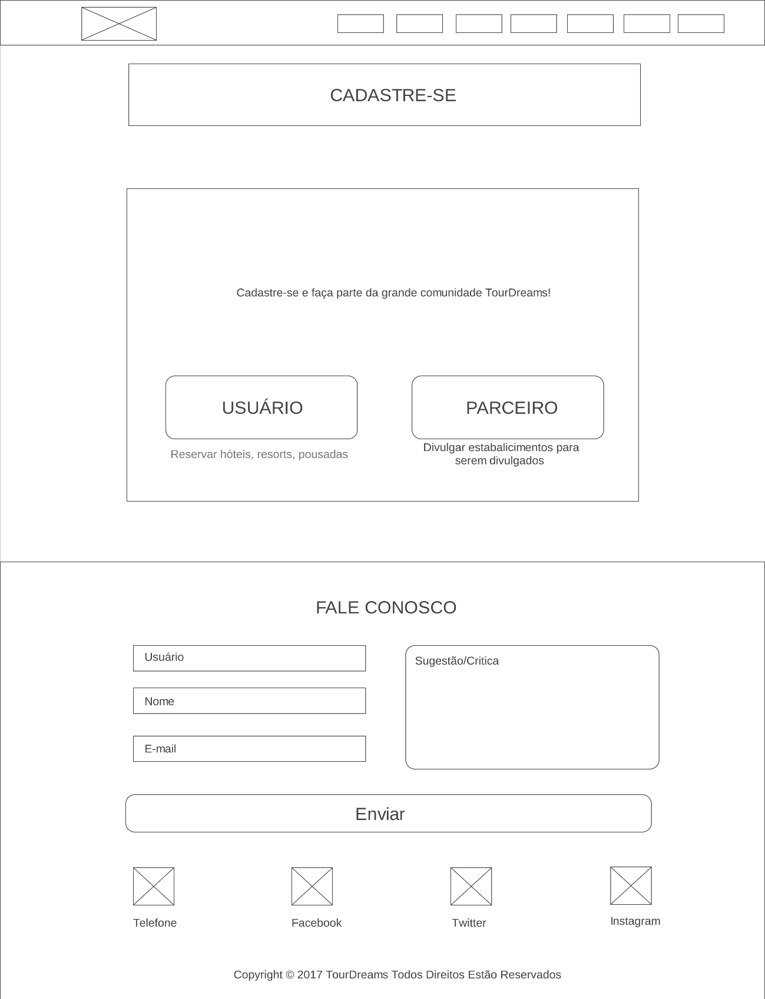 CADASTRE-SE
Cadastre-se e faça parte da grande comunidade TourDreams!
USUÁRIO
PARCEIRO
Reservar hóteis, resorts, pousadas
Divulgar estabalicimentos para
serem divulgados
FALE CONOSCO
Usuário
Sugestão/Critica
Nome
E-mail
Enviar
Telefone
Facebook
Twitter
Instagram
Copyright © 2017 TourDreams Todos Direitos Estão Reservados